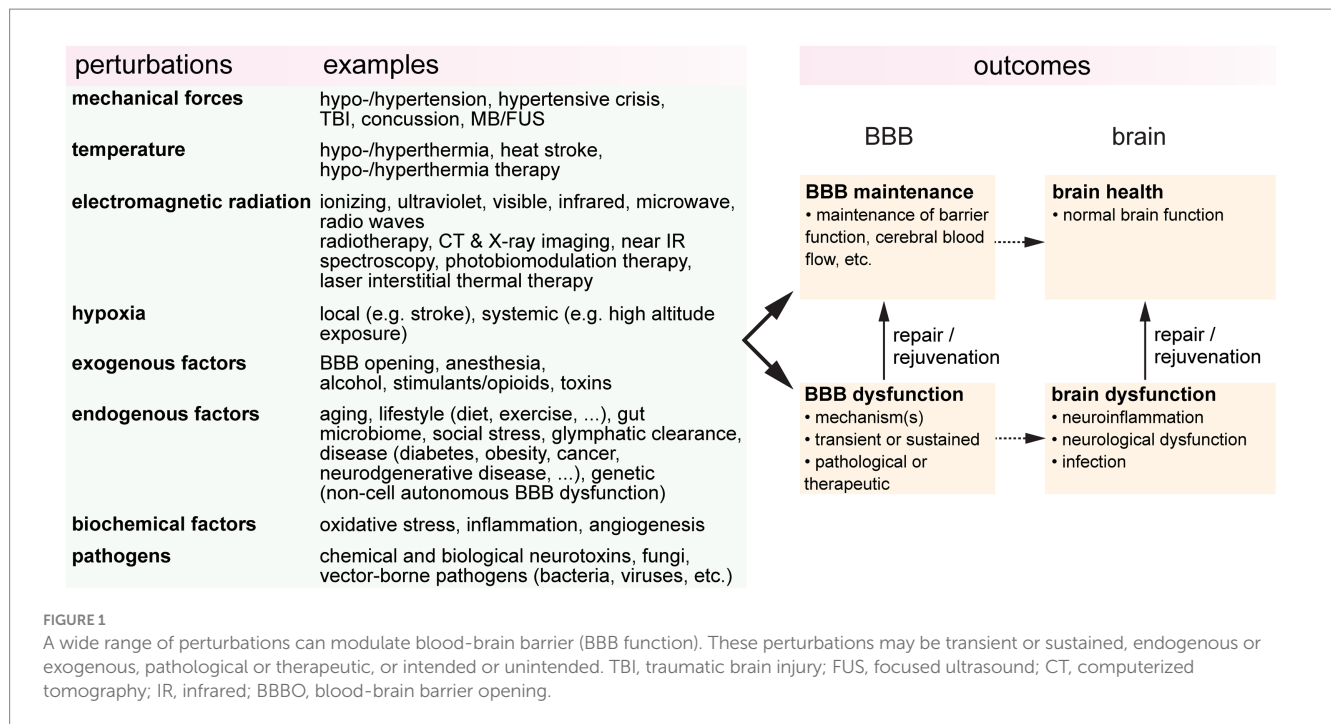 perturbations examples
mechanical forces hypo-/hypertension, hypertensive crisis,
TBI, concussion, MB/FUS
temperature hypo-/hyperthermia, heat stroke,
hypo-/hyperthermia therapy
electromagnetic radiation ionizing, ultraviolet, visible, infrared, microwave,
radio waves
radiotherapy, CT & X-ray imaging, near IR
spectroscopy, photobiomodulation therapy,
laser interstitial thermal therapy
hypoxia local (e.g. stroke), systemic (e.g. high altitude
exposure)
exogenous factors BBB opening, anesthesia,
alcohol, stimulants/opioids, toxins
endogenous factors aging, lifestyle (diet, exercise, ...), gut
microbiome, social stress, glymphatic clearance,
disease (diabetes, obesity, cancer,
neurodgenerative disease, ...), genetic
(non-cell autonomous BBB dysfunction)
biochemical factors oxidative stress, inflammation, angiogenesis
pathogens chemical and biological neurotoxins, fungi,
vector-borne pathogens (bacteria, viruses, etc.)
outcomes
BBB brain
BBB maintenance
• maintenance of barrier
function, cerebral blood
flow, etc.
brain health
• normal brain function
repair /
rejuvenation
repair /
rejuvenation
BBB dysfunction
• mechanism(s)
• transient or sustained
• pathological or
therapeutic
brain dysfunction
• neuroinflammation
• neurological dysfunction
• infection
FIGURE 1
A wide range of perturbations can modulate blood-brain barrier (BBB function). These perturbations may be transient or sustained, endogenous or
exogenous, pathological or therapeutic, or intended or unintended. TBI, traumatic brain injury; FUS, focused ultrasound; CT, computerized
tomography; IR, infrared; BBBO, blood-brain barrier opening.